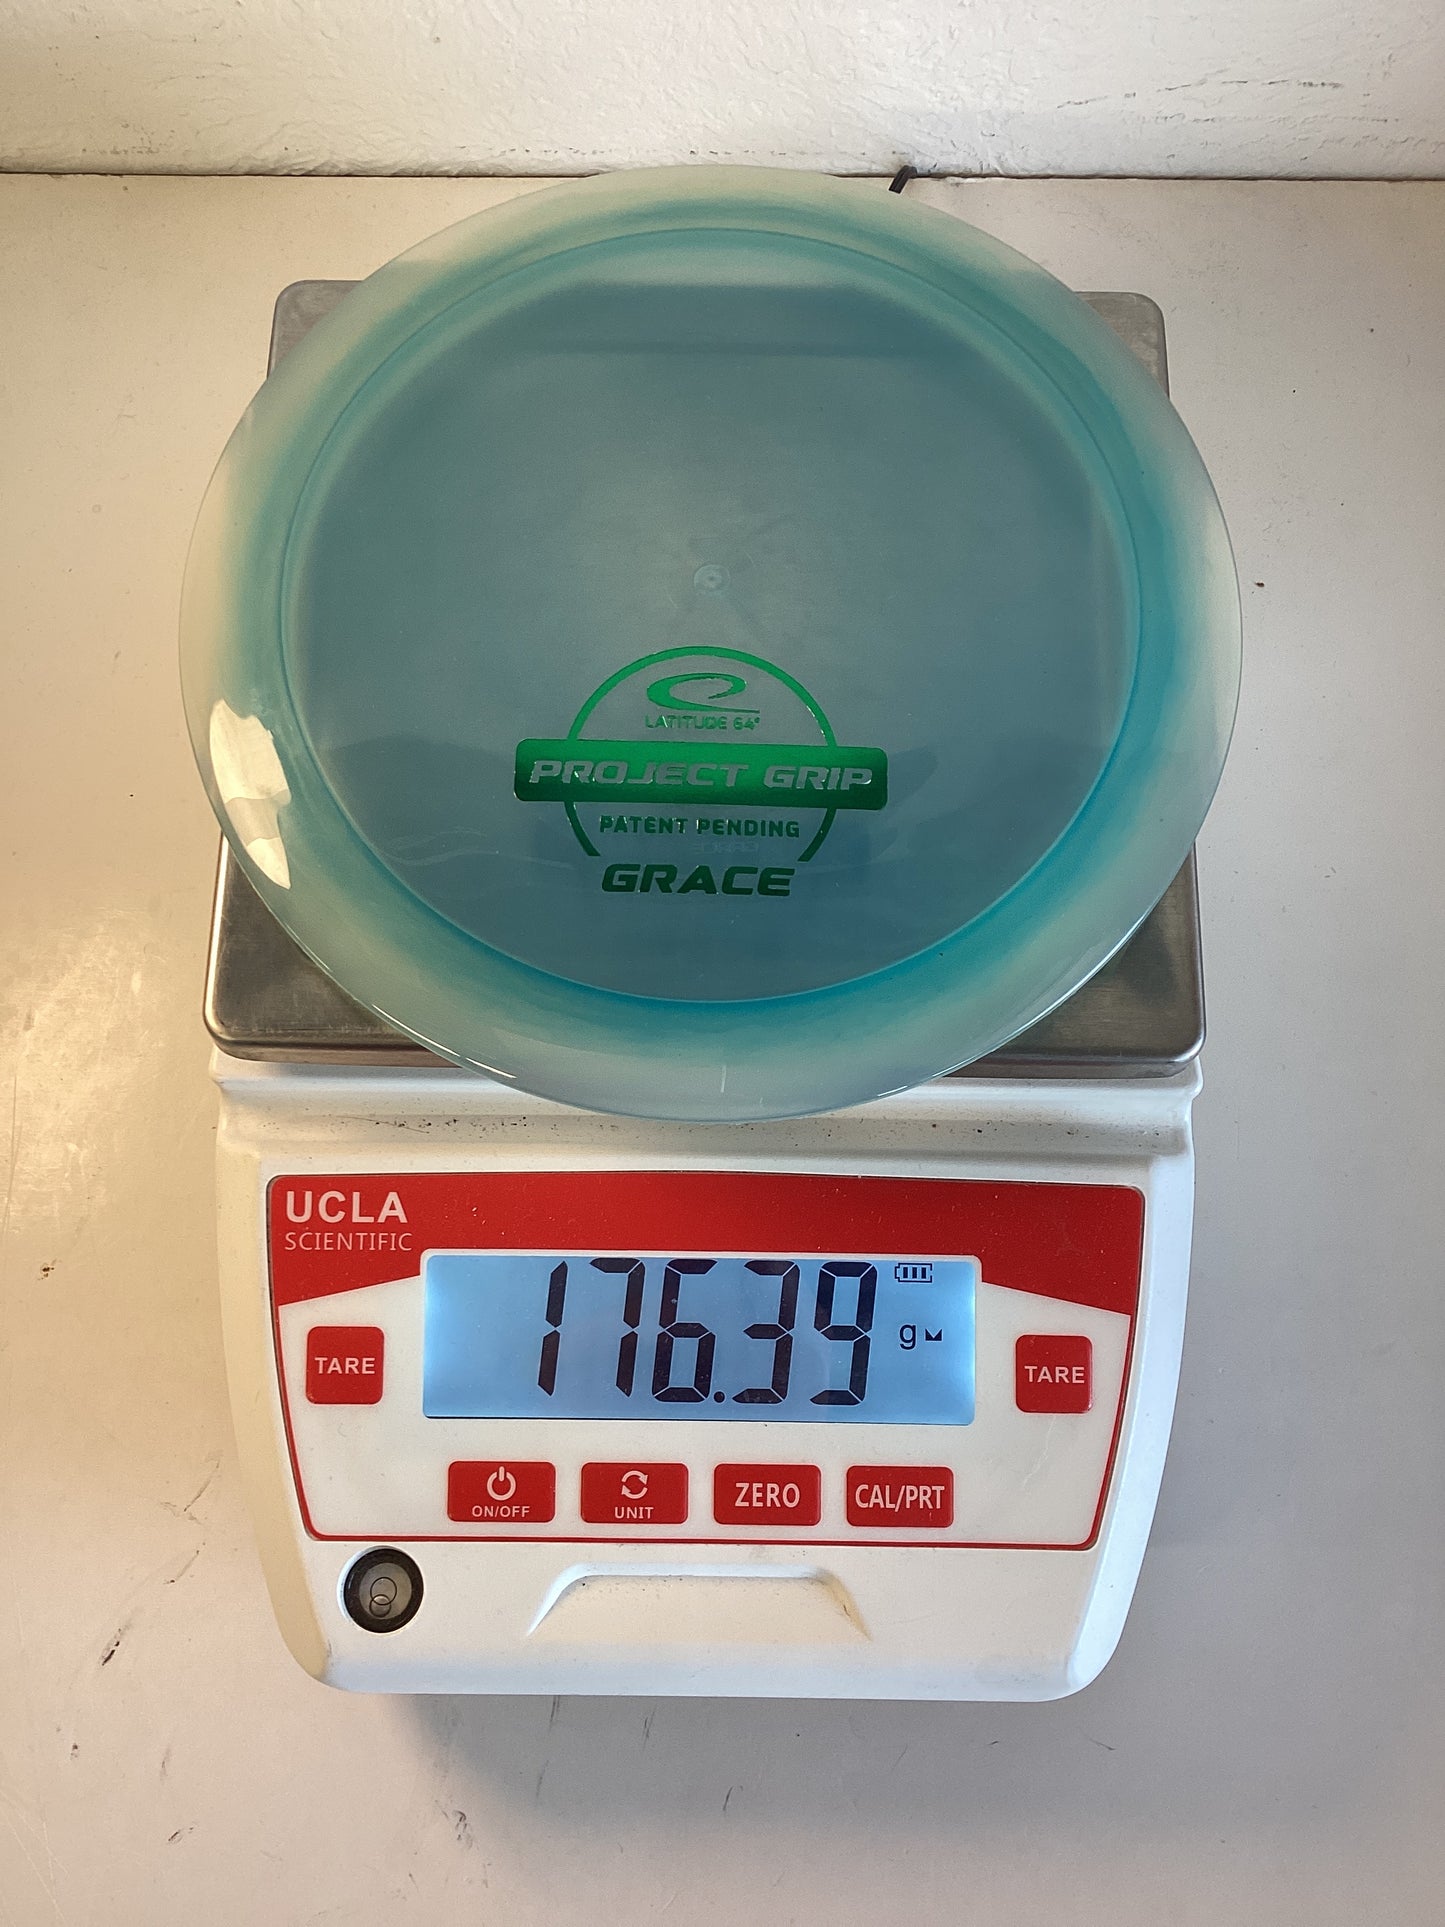 LATITUDE 64°
PROJECT GRIP
PATENT PENDING
GRACE
UCLA
SCIENTIFIC
176.39 g
TARE
TARE
ON/OFF
UNIT
ZERO
CAL/PRT